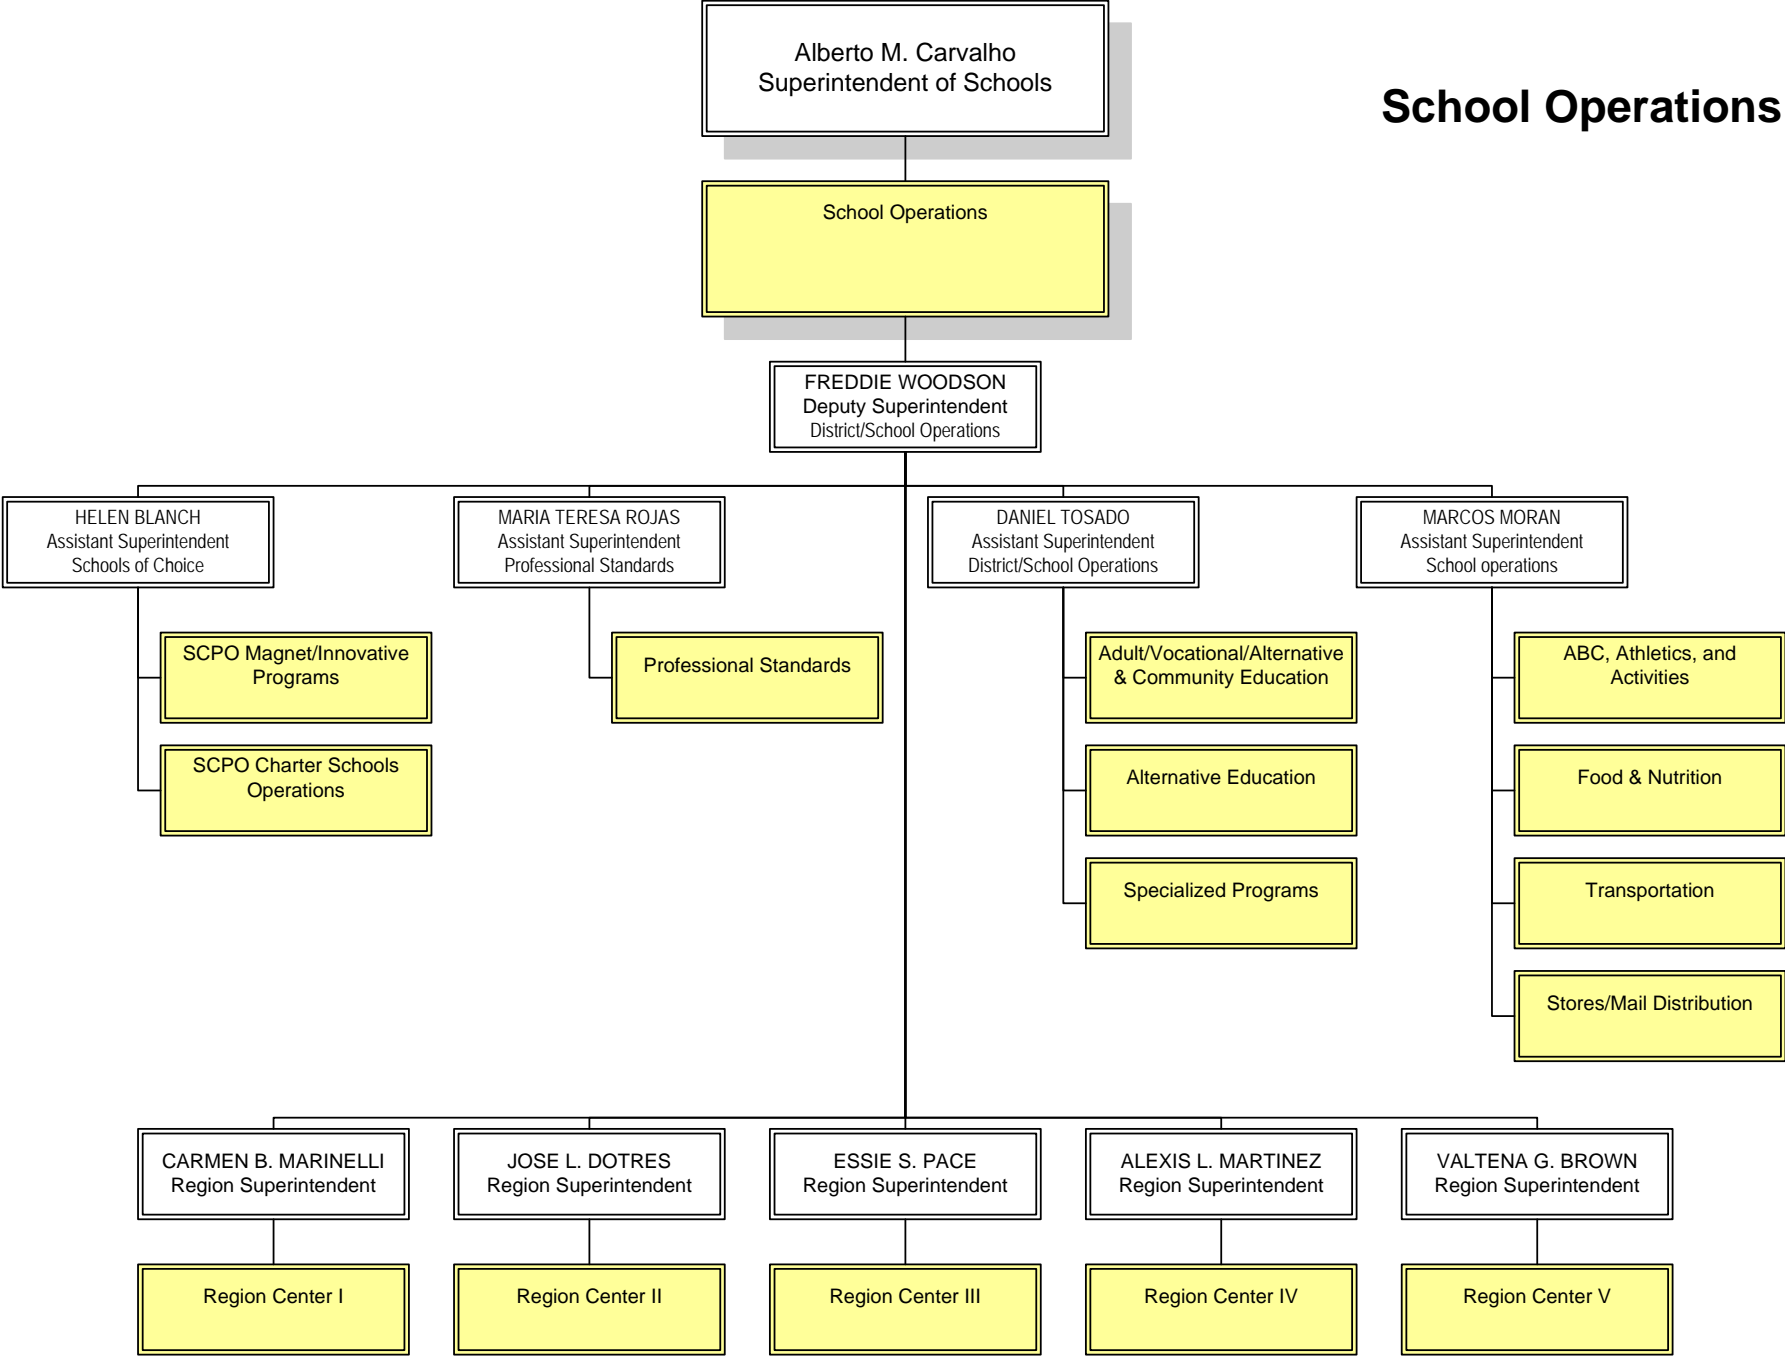 Alberto M. Carvalho
Superintendent of Schools
School Operations
School Operations
FREDDIE WOODSON
Deputy Superintendent
District/School Operations
HELEN BLANCH
Assistant Superintendent
Schools of Choice
MARIA TERESA ROJAS
Assistant Superintendent
Professional Standards
DANIEL TOSADO
Assistant Superintendent
District/School Operations
MARCOS MORAN
Assistant Superintendent
School operations
SCPO Magnet/Innovative
Programs
Professional Standards
Adult/Vocational/Alternative
& Community Education
ABC, Athletics, and
Activities
SCPO Charter Schools
Operations
Alternative Education
Food & Nutrition
Specialized Programs
Transportation
Stores/Mail Distribution
CARMEN B. MARINELLI
Region Superintendent
JOSE L. DOTRES
Region Superintendent
ESSIE S. PACE
Region Superintendent
ALEXIS L. MARTINEZ
Region Superintendent
VALTENA G. BROWN
Region Superintendent
Region Center I
Region Center II
Region Center III
Region Center IV
Region Center V